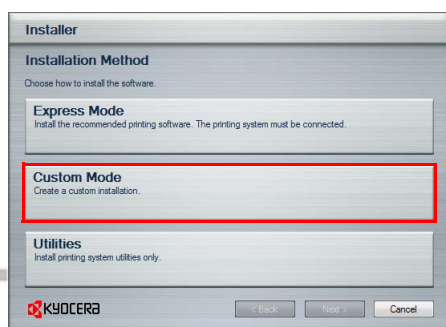 Installer
Installation Method
Choose how to install the software.
Express Mode
Install the recommended printing software. The printing system must be connected.
Custom Mode
Create a custom installation.
Utilities
Install printing system utilities only.
KYOCERA
< Back
Next >
Cancel